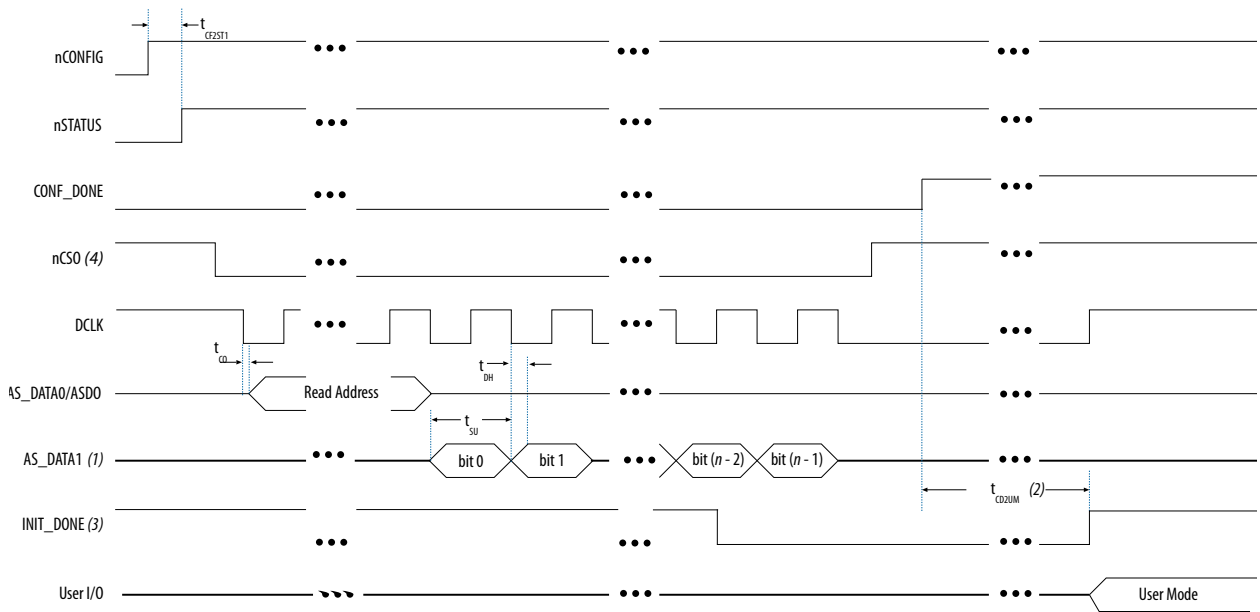 t CF2ST1
nCONFIG
nSTATUS
CONF_DONE
nCSO (4)
DCLK
t CO
t DH
AS_DATA0/ASDO
Read Address
t SU
AS_DATA1 (1)
bit 0
bit 1
bit (n - 2)
bit (n - 1)
t CD2UM (2)
INIT_DONE (3)
User I/O
User Mode